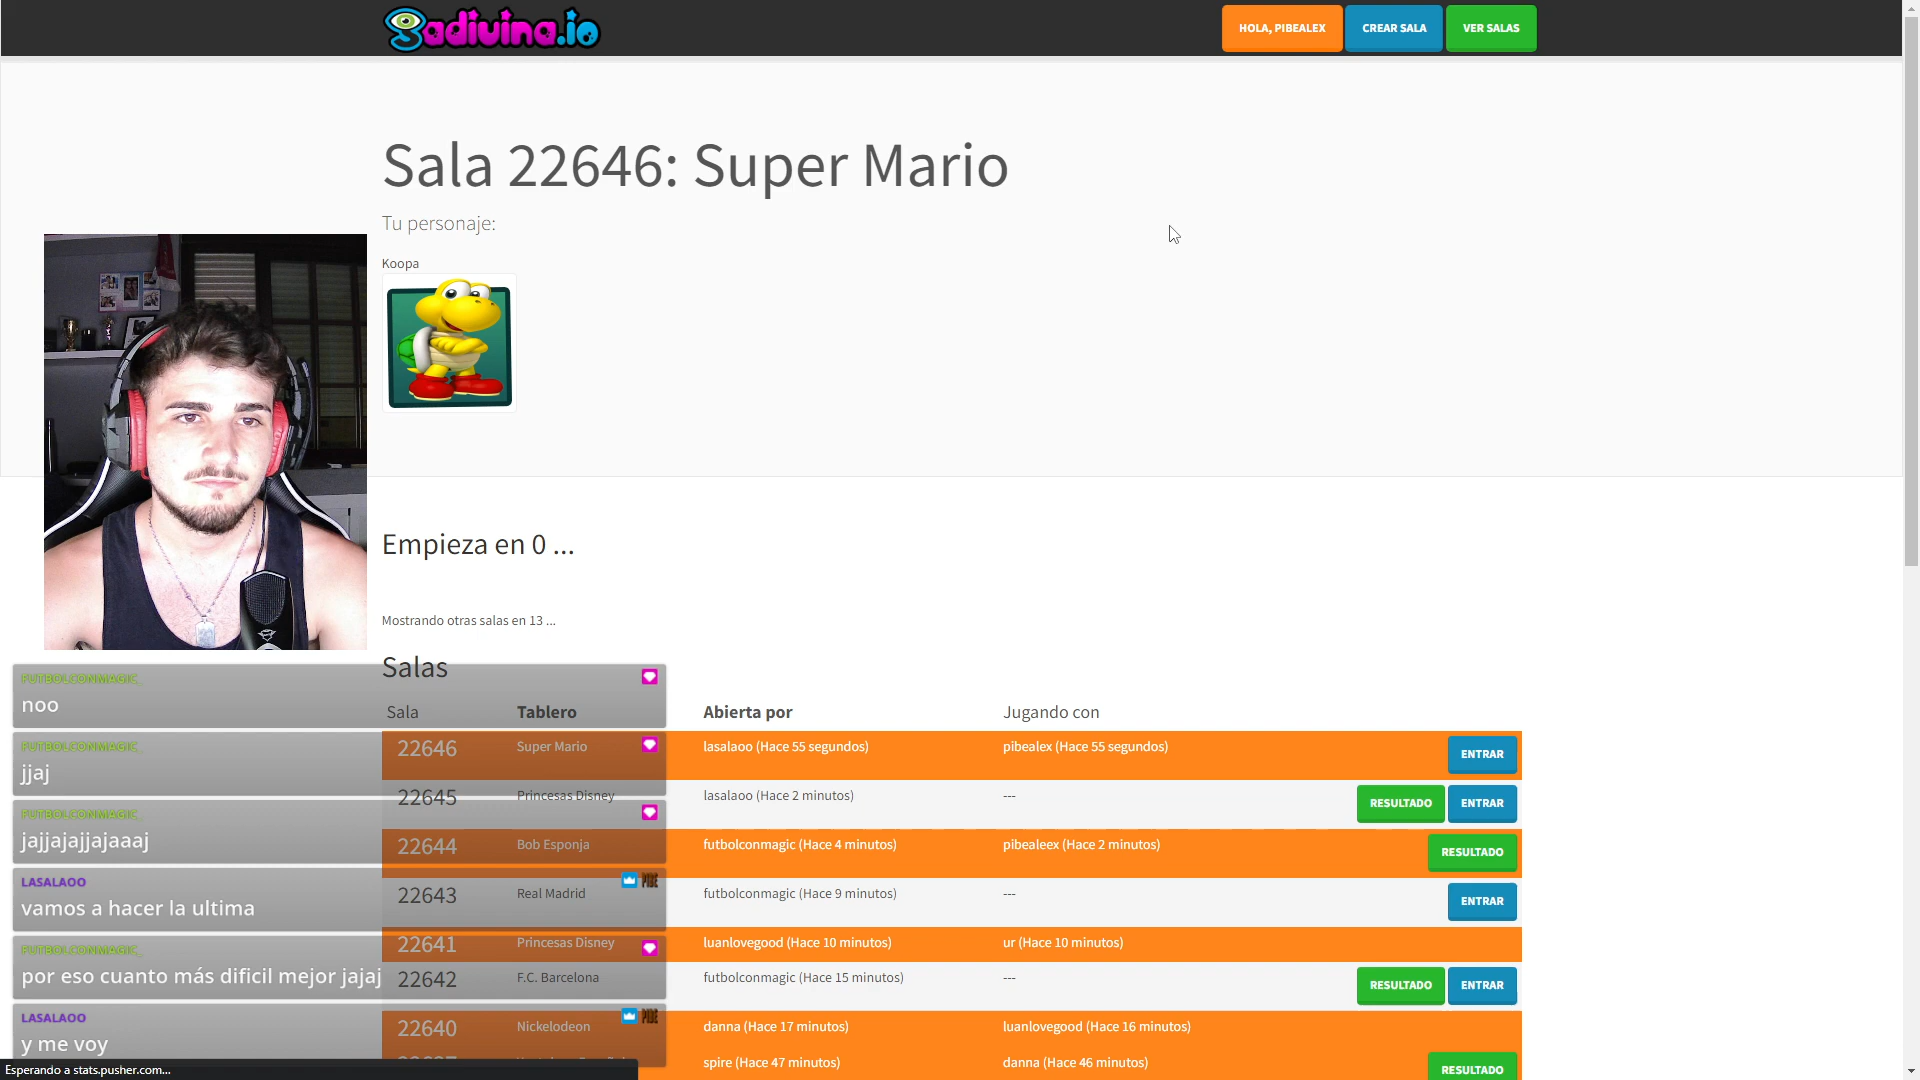 adivina.io
HOLA, PIBEALEX
CREAR SALA
VER SALAS
Sala 22646: Super Mario
Tu personaje:
Koopa
Empieza en 0 ...
Mostrando otras salas en 13 ...
Salas
Sala Tablero Abierta por Jugando con
22646 Super Mario lasalaoo (Hace 55 segundos) pibealex (Hace 55 segundos) ENTRAR
22645 Princesas Disney lasalaoo (Hace 2 minutos) --- RESULTADO ENTRAR
22644 Bob Esponja futbolconmagic (Hace 4 minutos) pibealeex (Hace 2 minutos) RESULTADO
22643 Real Madrid futbolconmagic (Hace 9 minutos) --- ENTRAR
22641 Princesas Disney luanlovegood (Hace 10 minutos) ur (Hace 10 minutos)
22642 F.C. Barcelona futbolconmagic (Hace 15 minutos) --- RESULTADO ENTRAR
22640 Nickelodeon danna (Hace 17 minutos) luanlovegood (Hace 16 minutos)
spire (Hace 47 minutos) danna (Hace 46 minutos) RESULTADO
FUTBOLCONMAGIC_
noo
FUTBOLCONMAGIC_
jjaj
FUTBOLCONMAGIC_
jajjajajjajaaaj
LASALAOO
PIBE
vamos a hacer la ultima
FUTBOLCONMAGIC_
por eso cuanto más dificil mejor jajaj
LASALAOO
PIBE
y me voy
Esperando a stats.pusher.com...